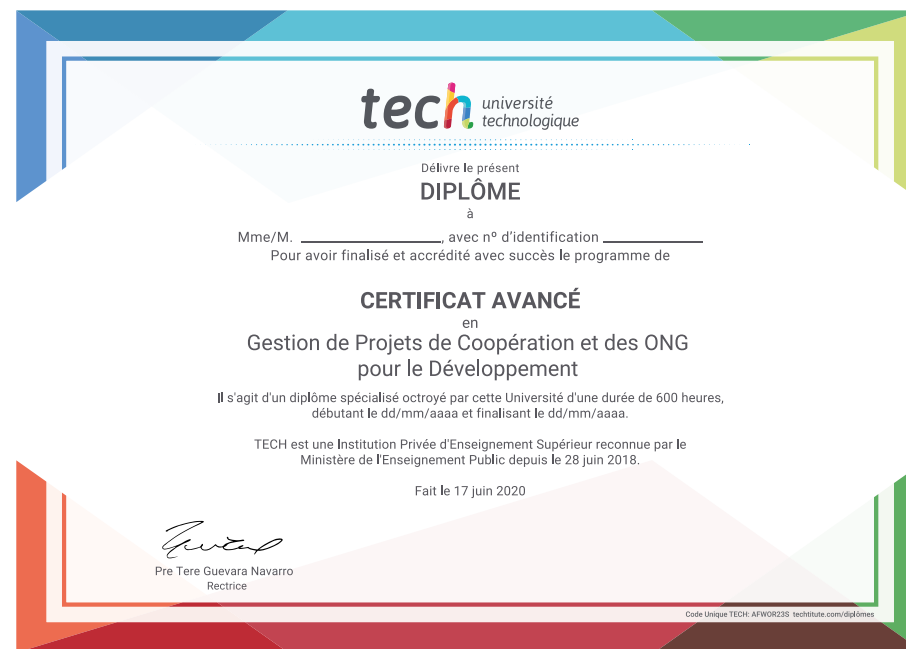 tech université
technologique
Délivre le présent
DIPLÔME
à
Mme/M. ____________________, avec nº d'identification ______________
Pour avoir finalisé et accrédité avec succès le programme de
CERTIFICAT AVANCÉ
en
Gestion de Projets de Coopération et des ONG
pour le Développement
Il s'agit d'un diplôme spécialisé octroyé par cette Université d'une durée de 600 heures,
débutant le dd/mm/aaaa et finalisant le dd/mm/aaaa.
TECH est une Institution Privée d'Enseignement Supérieur reconnue par le
Ministère de l'Enseignement Public depuis le 28 juin 2018.
Fait le 17 juin 2020
Pre Tere Guevara Navarro
Rectrice
Code Unique TECH: AFWOR23S techtitute.com/diplômes